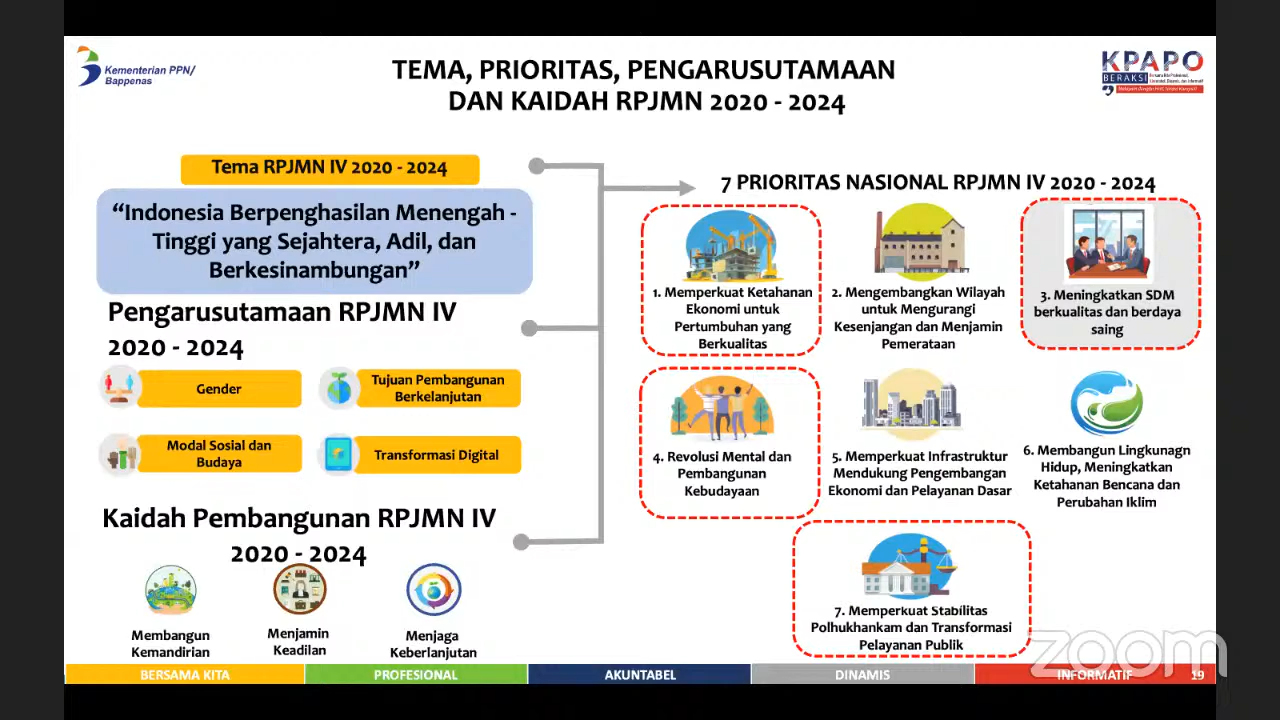 Kementerian PPN/
Bappenas
TEMA, PRIORITAS, PENGARUSUTAMAAN
DAN KAIDAH RPJMN 2020 - 2024
KPAPO
BERAKSI
Tema RPJMN IV 2020 - 2024
“Indonesia Berpenghasilan Menengah -
Tinggi yang Sejahtera, Adil, dan
Berkesinambungan”
Pengarusutamaan RPJMN IV
2020 - 2024
Gender
Tujuan Pembangunan
Berkelanjutan
Modal Sosial dan
Budaya
Transformasi Digital
Kaidah Pembangunan RPJMN IV
2020 - 2024
Membangun
Kemandirian
Menjamin
Keadilan
Menjaga
Keberlanjutan
7 PRIORITAS NASIONAL RPJMN IV 2020 - 2024
1. Memperkuat Ketahanan
Ekonomi untuk
Pertumbuhan yang
Berkualitas
2. Mengembangkan Wilayah
untuk Mengurangi
Kesenjangan dan Menjamin
Pemerataan
3. Meningkatkan SDM
berkualitas dan berdaya
saing
4. Revolusi Mental dan
Pembangunan
Kebudayaan
5. Memperkuat Infrastruktur
Mendukung Pengembangan
Ekonomi dan Pelayanan Dasar
6. Membangun Lingkunagn
Hidup, Meningkatkan
Ketahanan Bencana dan
Perubahan Iklim
7. Memperkuat Stabilitas
Polhukhankam dan Transformasi
Pelayanan Publik
zoom
BERSAMA KITA
PROFESIONAL
AKUNTABEL
DINAMIS
INFORMATIF
19